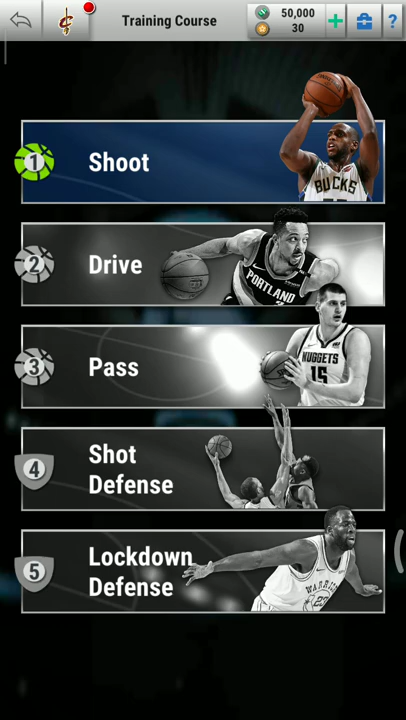 Training Course
50,000
30
?
1
Shoot
BUCKS
2
Drive
PORTLAND
3
Pass
NUGGETS
15
4
Shot
Defense
5
Lockdown
Defense
WARRIORS
23